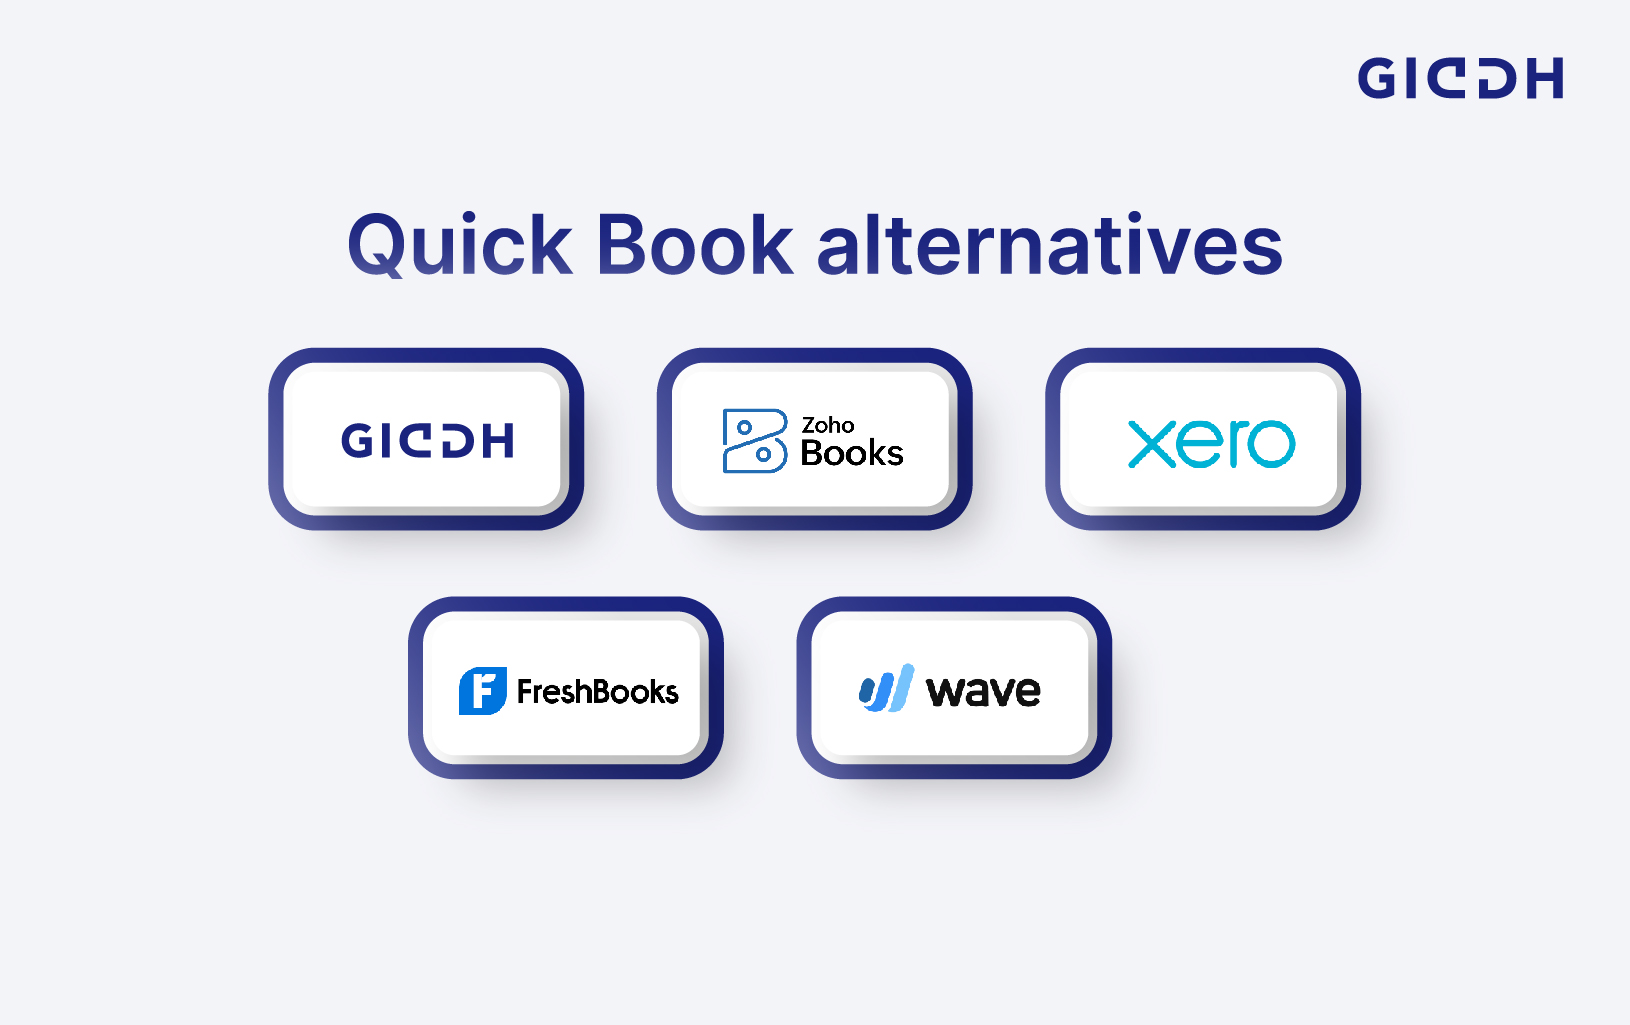 GIDDH
Quick Book alternatives
GIDDH
Zoho
Books
xero
FreshBooks
wave